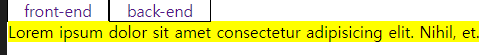 front-end back-end
Lorem ipsum dolor sit amet consectetur adipisicing elit. Nihil, et.